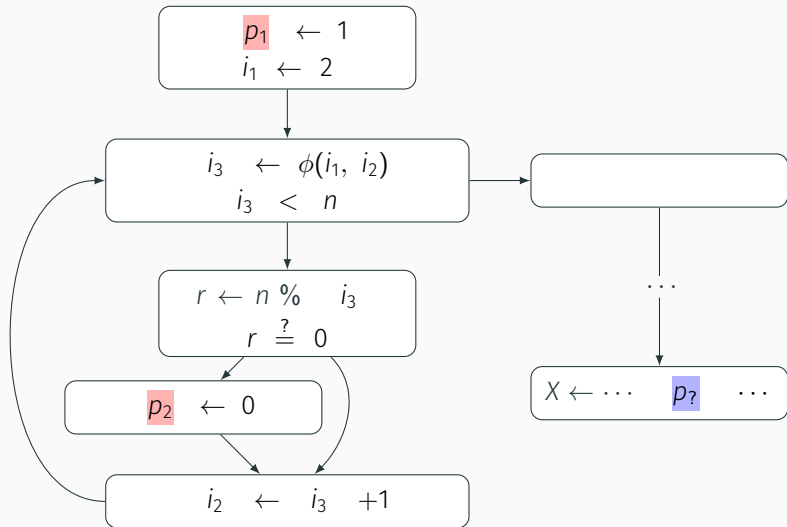 p₁ ← 1
i₁ ← 2
i₃ ← ϕ(i₁, i₂)
i₃ < n
r ← n % i₃
r ≟ 0
p₂ ← 0
i₂ ← i₃ +1
⋯
X ← ⋯ p? ⋯